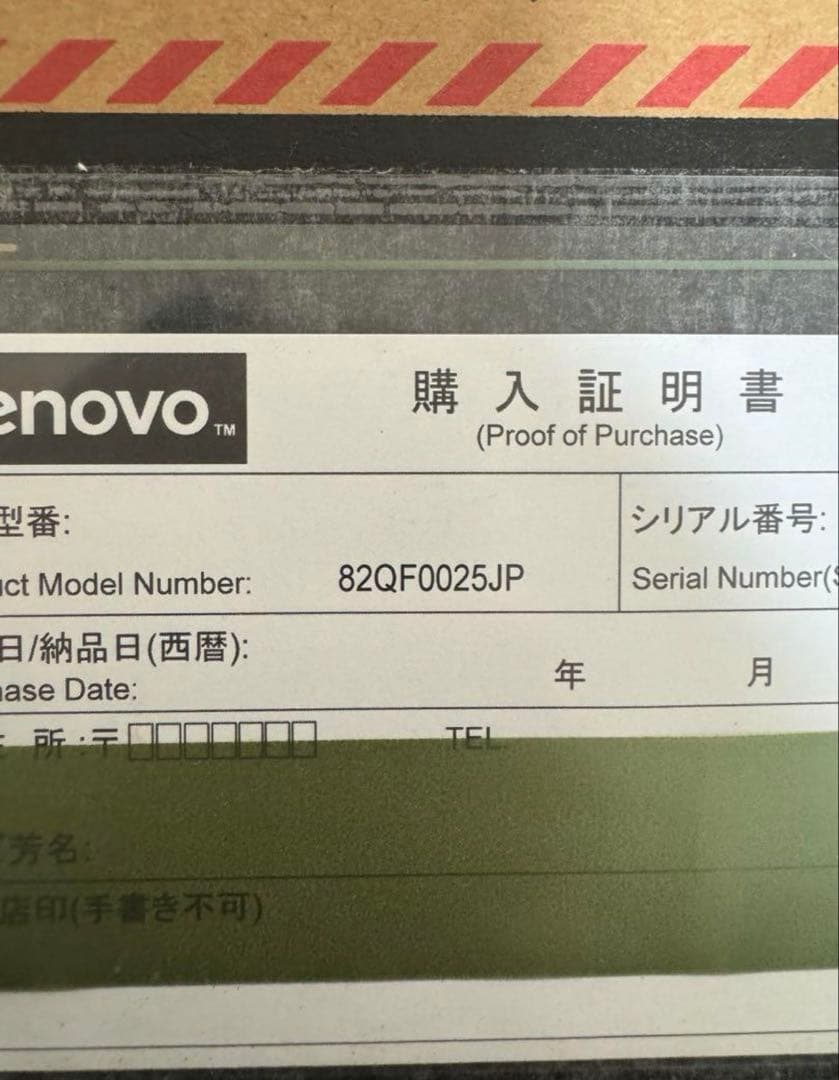 enovo™
購入証明書
(Proof of Purchase)
型番:
シリアル番号:
uct Model Number: 82QF0025JP
Serial Number(S
日/納品日(西暦):
年 月
ase Date:
所:〒□□□□□□□ TEL
芳名:
店印(手書き不可)